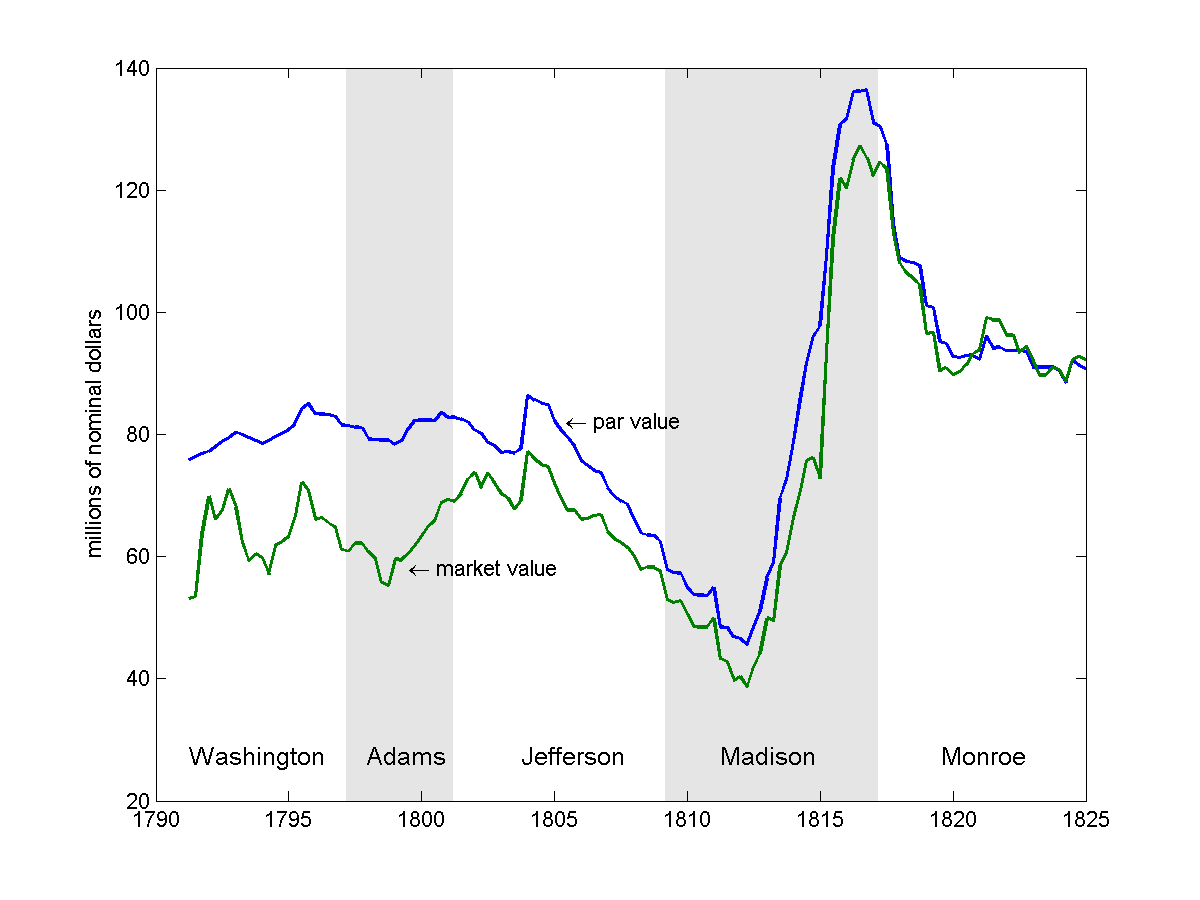 140
120
100
80
60
40
20
millions of nominal dollars
← par value
← market value
Washington Adams Jefferson Madison Monroe
1790 1795 1800 1805 1810 1815 1820 1825